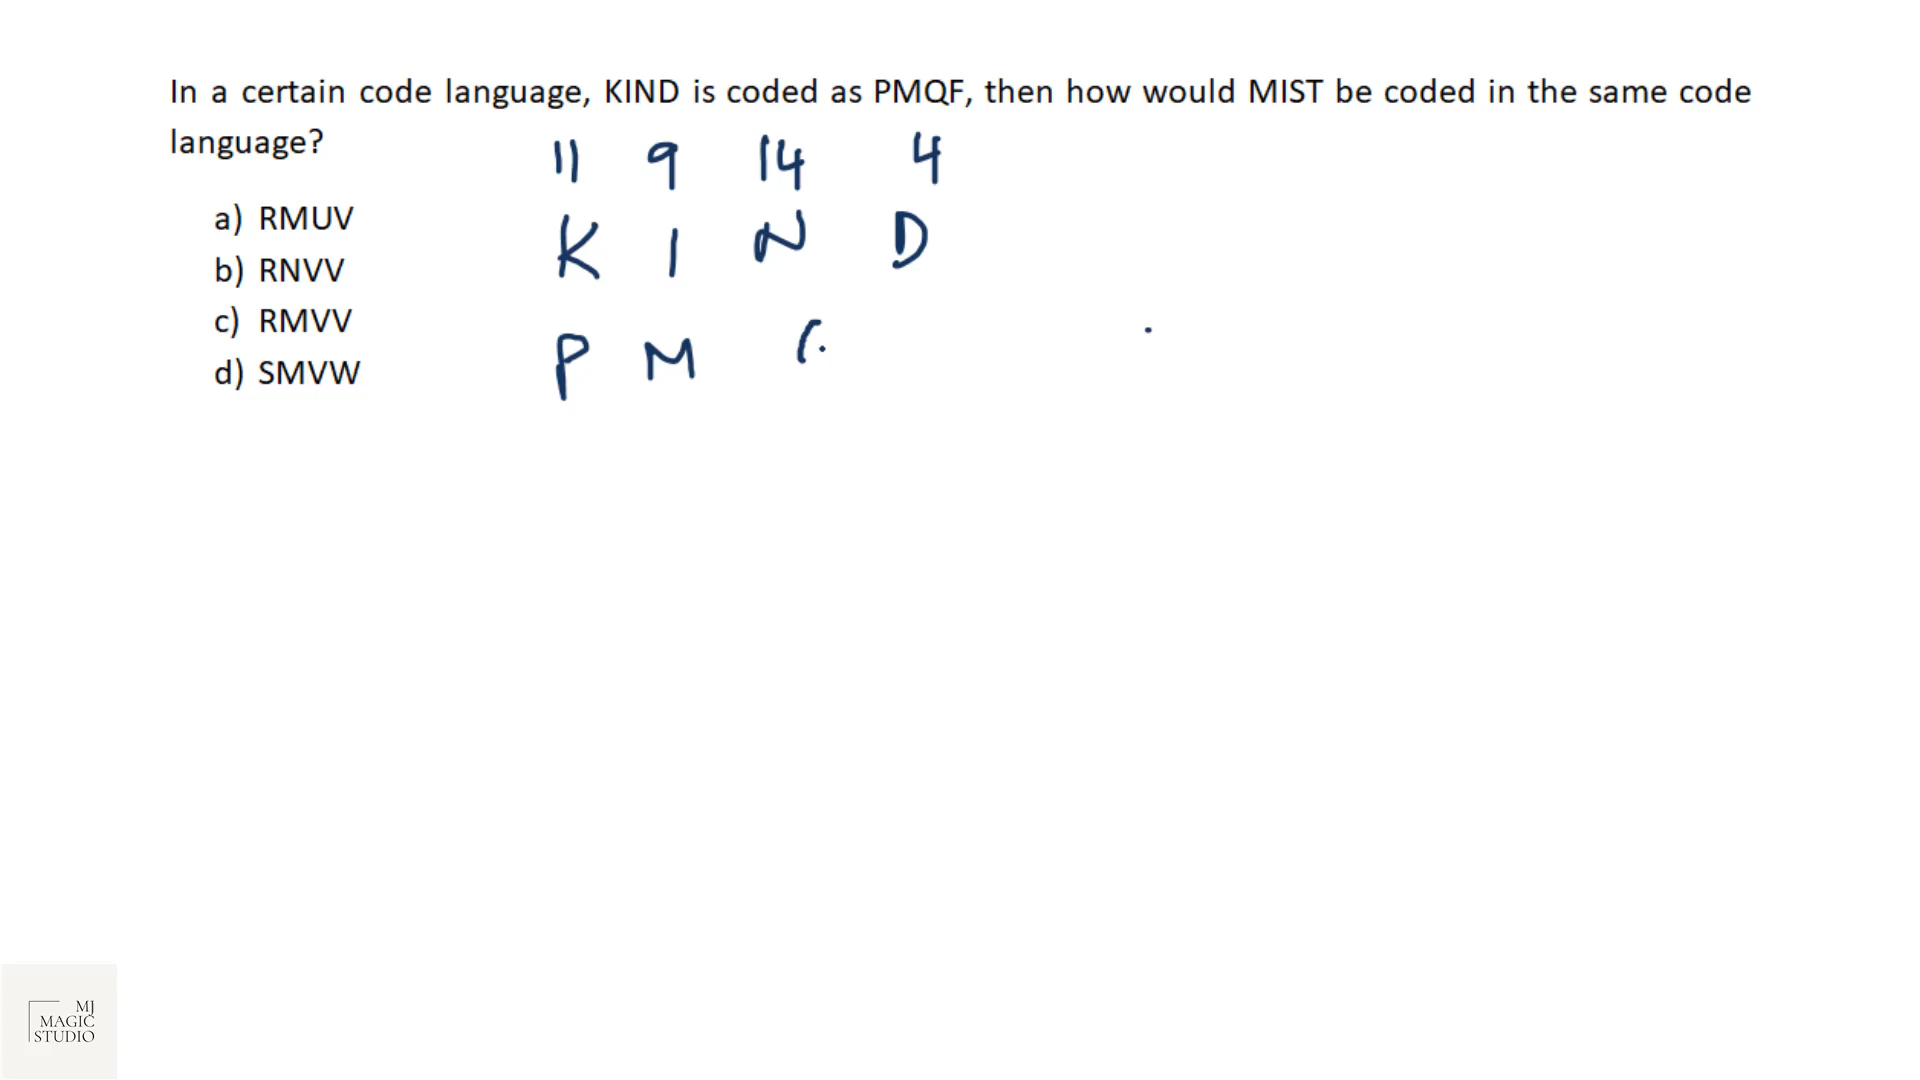 In a certain code language, KIND is coded as PMQF, then how would MIST be coded in the same code
language?
11 9 14 4
a) RMUV
K I N D
b) RNVV
c) RMVV
P M
d) SMVW
MJ
MAGIC
STUDIO